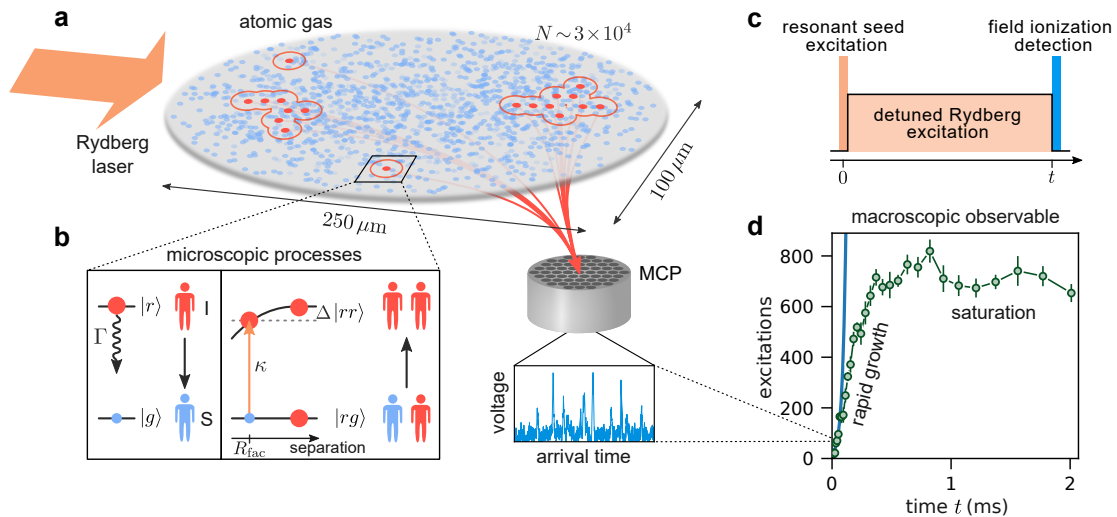 a
atomic gas
N ∼ 3 × 10⁴
Rydberg
laser
250 μm
100 μm
MCP
voltage
arrival time
b
microscopic processes
|r⟩
I
Γ
|g⟩
S
Δ
|rr⟩
κ
|rg⟩
R_fac
separation
c
resonant seed
excitation
field ionization
detection
detuned Rydberg
excitation
0
t
d
macroscopic observable
excitations
800
600
400
200
0
rapid growth
saturation
0
1
2
time t (ms)